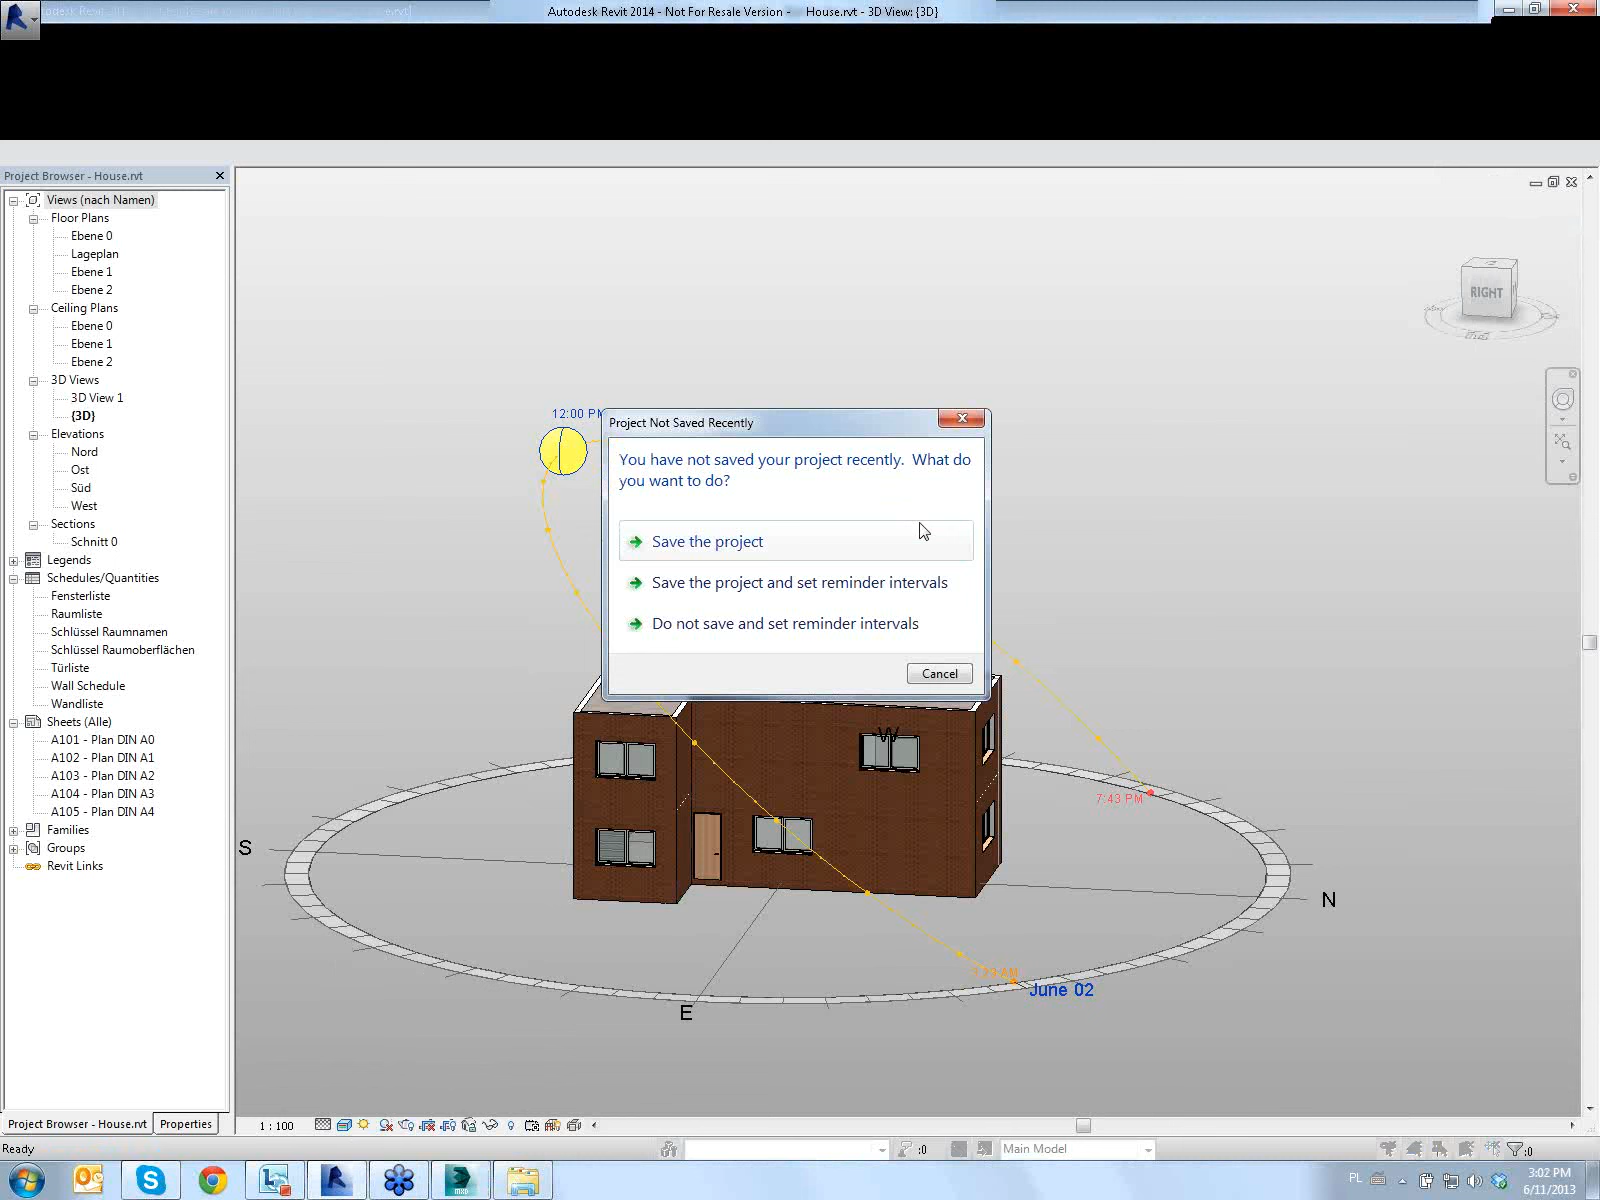 Autodesk Revit 2014 - Not For Resale Version - House.rvt - 3D View: {3D}
Project Browser - House.rvt
Views (nach Namen)
Floor Plans
Ebene 0
Lageplan
Ebene 1
Ebene 2
Ceiling Plans
Ebene 0
Ebene 1
Ebene 2
3D Views
3D View 1
{3D}
Elevations
Nord
Ost
Süd
West
Sections
Schnitt 0
Legends
Schedules/Quantities
Fensterliste
Raumliste
Schlüssel Raumnamen
Schlüssel Raumoberflächen
Türliste
Wall Schedule
Wandliste
Sheets (Alle)
A101 - Plan DIN A0
A102 - Plan DIN A1
A103 - Plan DIN A2
A104 - Plan DIN A3
A105 - Plan DIN A4
Families
Groups
Revit Links
Project Browser - House.rvt
Properties
RIGHT
12:00 PM
Project Not Saved Recently
You have not saved your project recently. What do
you want to do?
Save the project
Save the project and set reminder intervals
Do not save and set reminder intervals
Cancel
W
7:43 PM
S
N
E
June 02
1 : 100
Ready
:0
Main Model
:0
PL
3:02 PM
6/11/2013